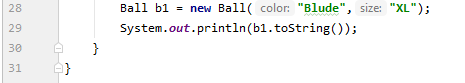 28 Ball b1 = new Ball( color: "Blude", size: "XL");
29 System.out.println(b1.toString());
30 }
31 }